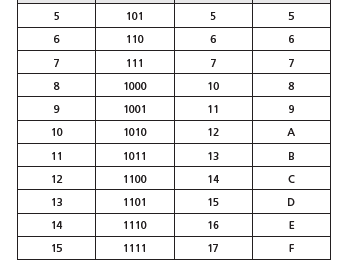 5 101 5 5
6 110 6 6
7 111 7 7
8 1000 10 8
9 1001 11 9
10 1010 12 A
11 1011 13 B
12 1100 14 C
13 1101 15 D
14 1110 16 E
15 1111 17 F